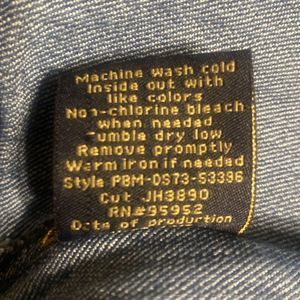 Machine wash cold
Inside out with
like colors
Non-chlorine bleach
when needed
Tumble dry low
Remove promptly
Warm iron if needed
Style PBM-0S73-S3396
Cut JH3890
RN#95952
Date of production